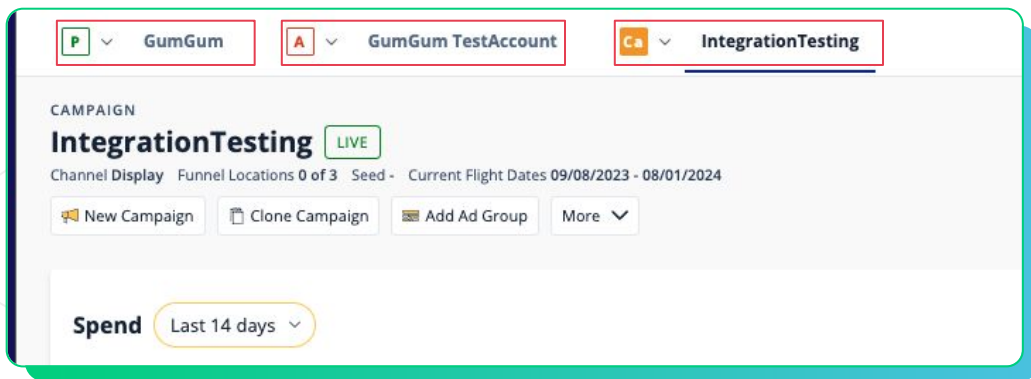 P GumGum A GumGum TestAccount Ca IntegrationTesting
CAMPAIGN
IntegrationTesting LIVE
Channel Display Funnel Locations 0 of 3 Seed - Current Flight Dates 09/08/2023 - 08/01/2024
New Campaign Clone Campaign Add Ad Group More
Spend Last 14 days